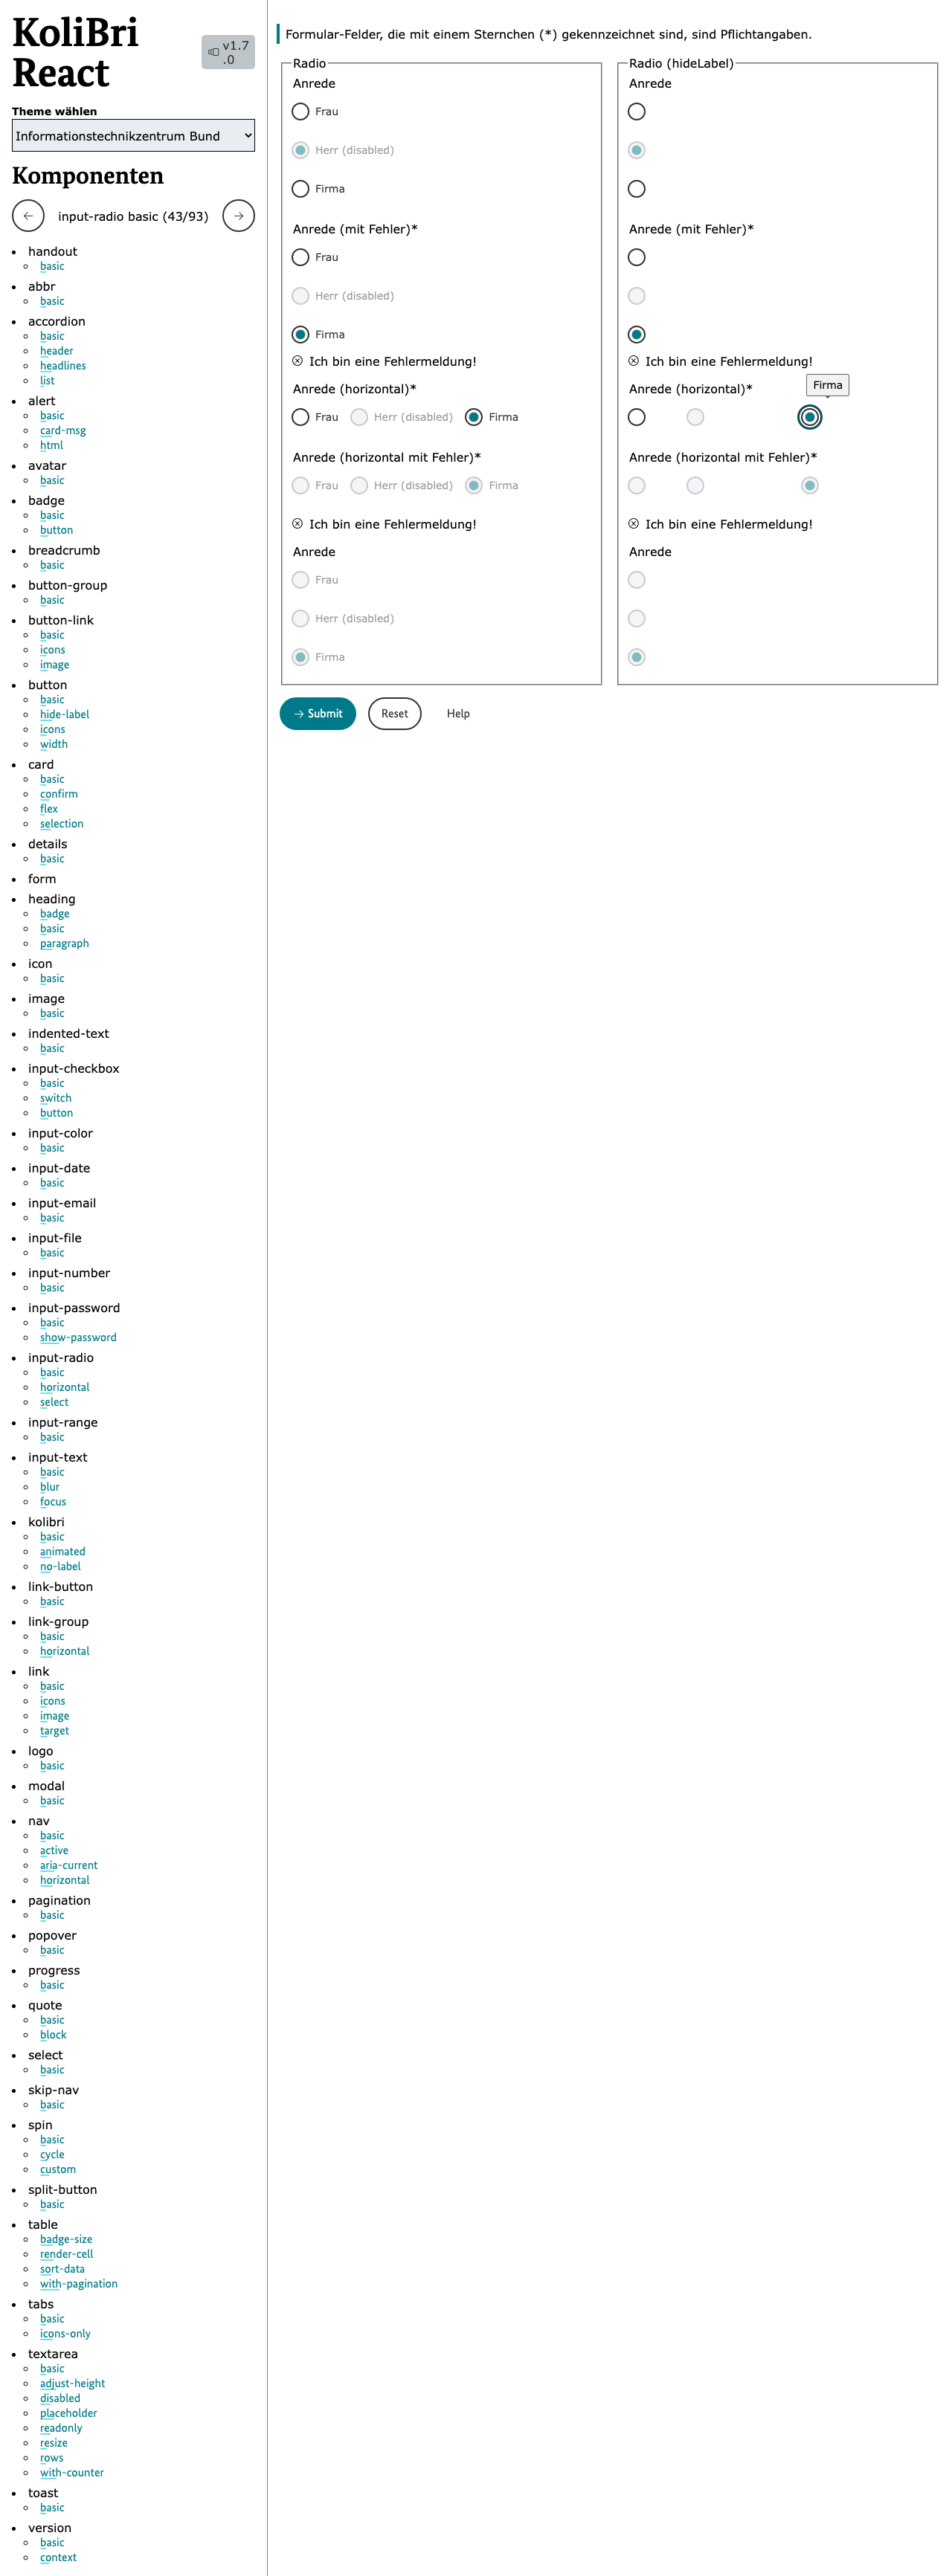 KoliBri
React
v1.7
.0
Theme wählen
Informationstechnikzentrum Bund
Komponenten
input-radio basic (43/93)
handout
basic
abbr
basic
accordion
basic
header
headlines
list
alert
basic
card-msg
html
avatar
basic
badge
basic
button
breadcrumb
basic
button-group
basic
button-link
basic
icons
image
button
basic
hide-label
icons
width
card
basic
confirm
flex
selection
details
basic
form
heading
badge
basic
paragraph
icon
basic
image
basic
indented-text
basic
input-checkbox
basic
switch
button
input-color
basic
input-date
basic
input-email
basic
input-file
basic
input-number
basic
input-password
basic
show-password
input-radio
basic
horizontal
select
input-range
basic
input-text
basic
blur
focus
kolibri
basic
animated
no-label
link-button
basic
link-group
basic
horizontal
link
basic
icons
image
target
logo
basic
modal
basic
nav
basic
active
aria-current
horizontal
pagination
basic
popover
basic
progress
basic
quote
basic
block
select
basic
skip-nav
basic
spin
basic
cycle
custom
split-button
basic
table
badge-size
render-cell
sort-data
with-pagination
tabs
basic
icons-only
textarea
basic
adjust-height
disabled
placeholder
readonly
resize
rows
with-counter
toast
basic
version
basic
context
Formular-Felder, die mit einem Sternchen (*) gekennzeichnet sind, sind Pflichtangaben.
Radio
Anrede
Frau
Herr (disabled)
Firma
Anrede (mit Fehler)*
Frau
Herr (disabled)
Firma
Ich bin eine Fehlermeldung!
Anrede (horizontal)*
Frau Herr (disabled) Firma
Anrede (horizontal mit Fehler)*
Frau Herr (disabled) Firma
Ich bin eine Fehlermeldung!
Anrede
Frau
Herr (disabled)
Firma
Radio (hideLabel)
Anrede
Anrede (mit Fehler)*
Ich bin eine Fehlermeldung!
Anrede (horizontal)*
Firma
Anrede (horizontal mit Fehler)*
Ich bin eine Fehlermeldung!
Anrede
Submit Reset Help